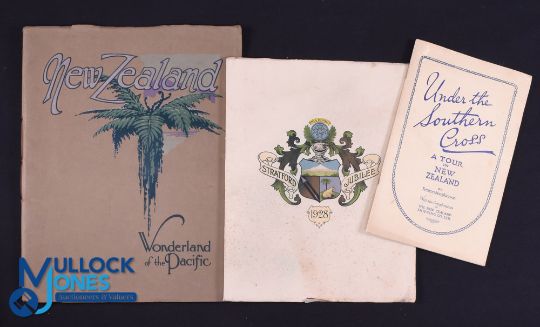 New Zealand
Wonderland
of the Pacific
STRATFORD JUBILEE
1928
Under the
Southern
Cross
A TOUR
NEW
ZEALAND
MULLOCK
JONES
Auctioneers & Valuers